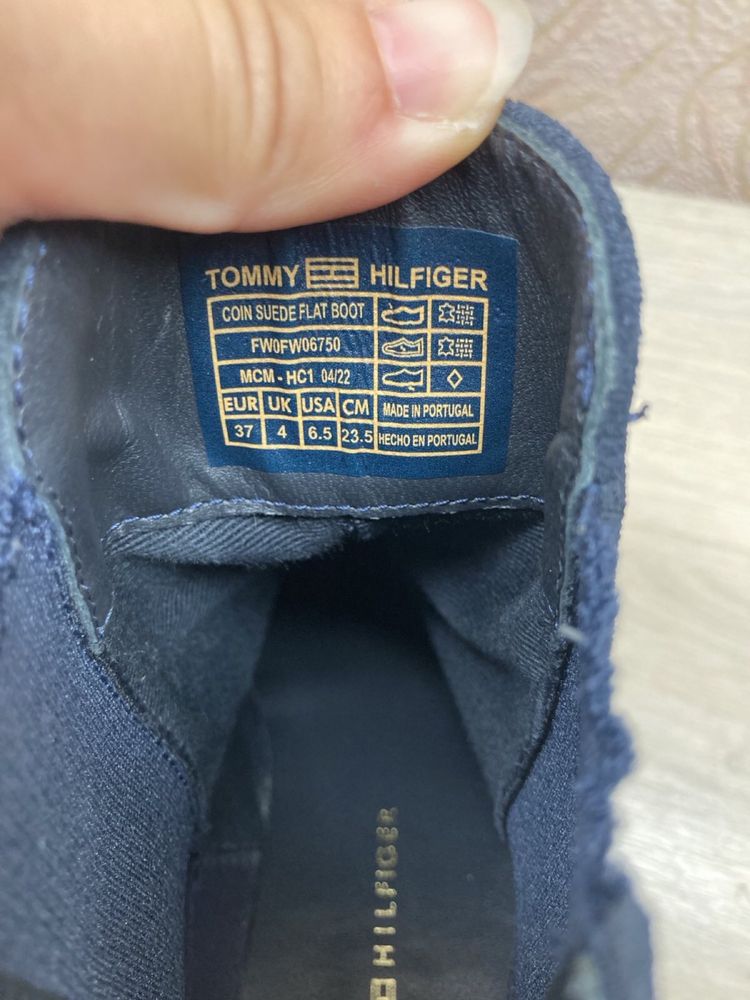 TOMMY HILFIGER
COIN SUEDE FLAT BOOT
FW0FW06750
MCM - HC1 04/22
EUR UK USA CM MADE IN PORTUGAL
37 4 6.5 23.5 HECHO EN PORTUGAL
HILFIGER